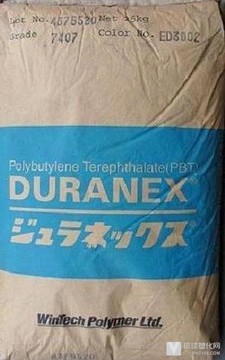 Lot No. 4575520 Net 25kg
Grade 7407 Color No. ED3002
Polybutylene Terephthalate(PBT)
DURANEX®
ジュラネックス®
WinTech Polymer Ltd.